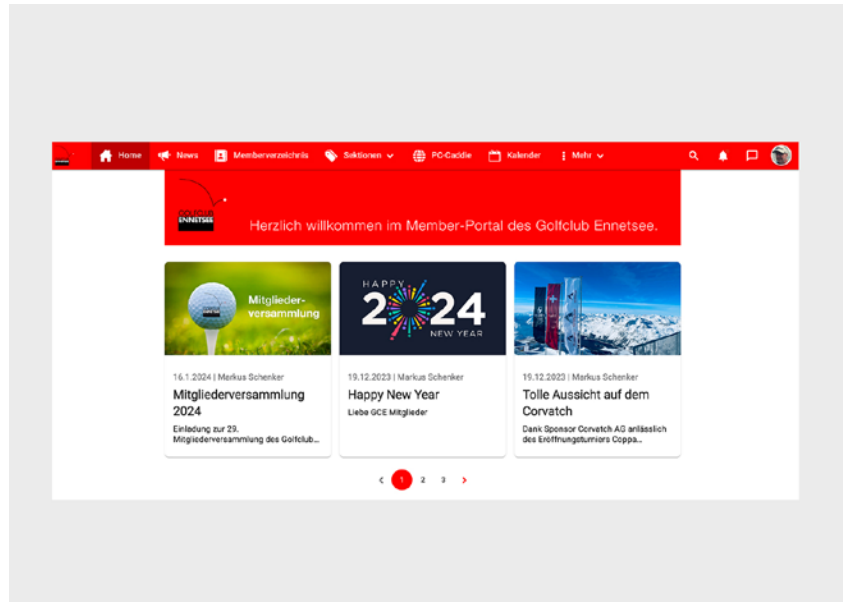 Home News Memberverzeichnis Sektionen PC-Caddie Kalender Mehr
GOLFCLUB
ENNETSEE
Herzlich willkommen im Member-Portal des Golfclub Ennetsee.
Mitglieder-
versammlung
16.1.2024 | Markus Schenker
Mitgliederversammlung
2024
Einladung zur 29.
Mitgliederversammlung des Golfclub...
HAPPY
2024
NEW YEAR
19.12.2023 | Markus Schenker
Happy New Year
Liebe GCE Mitglieder
19.12.2023 | Markus Schenker
Tolle Aussicht auf dem
Corvatch
Dank Sponsor Corvatch AG anlässlich
des Eröffnungsturniers Coppa...
1 2 3